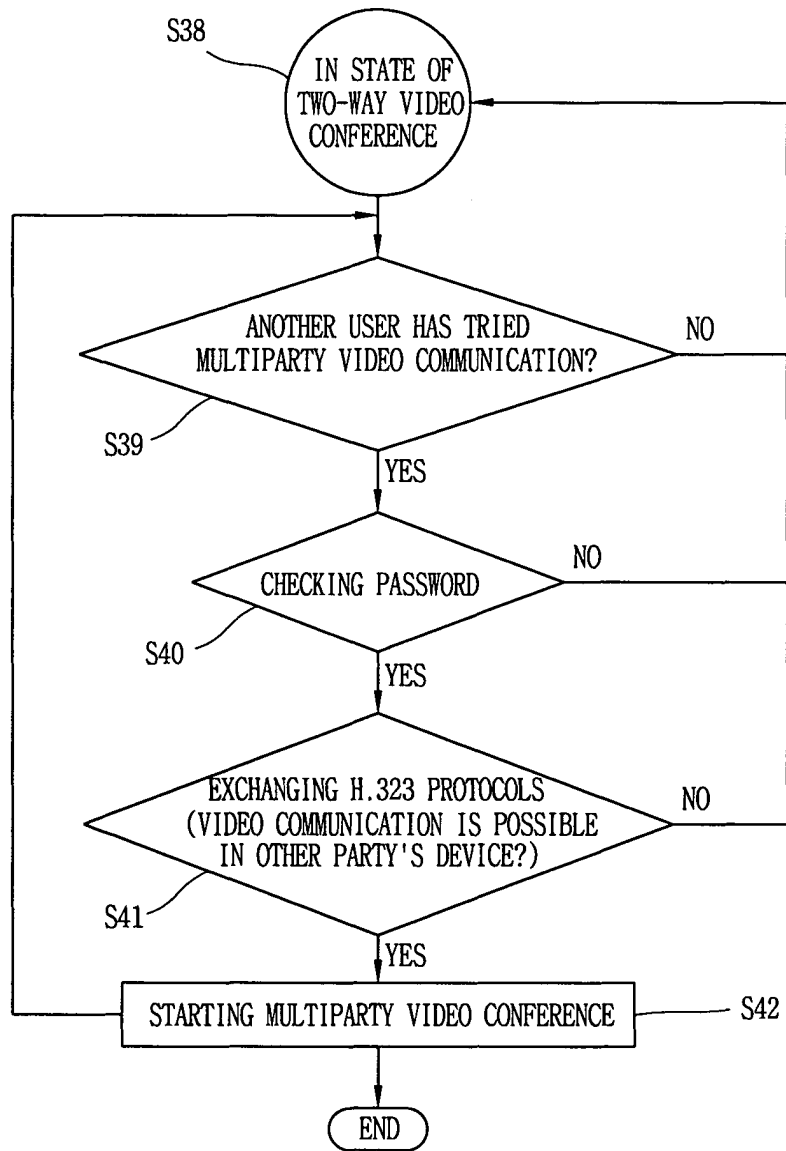 S38
IN STATE OF
TWO-WAY VIDEO
CONFERENCE
ANOTHER USER HAS TRIED
MULTIPARTY VIDEO COMMUNICATION?
NO
S39
YES
CHECKING PASSWORD
NO
S40
YES
EXCHANGING H.323 PROTOCOLS
(VIDEO COMMUNICATION IS POSSIBLE
IN OTHER PARTY'S DEVICE?)
NO
S41
YES
STARTING MULTIPARTY VIDEO CONFERENCE
S42
END